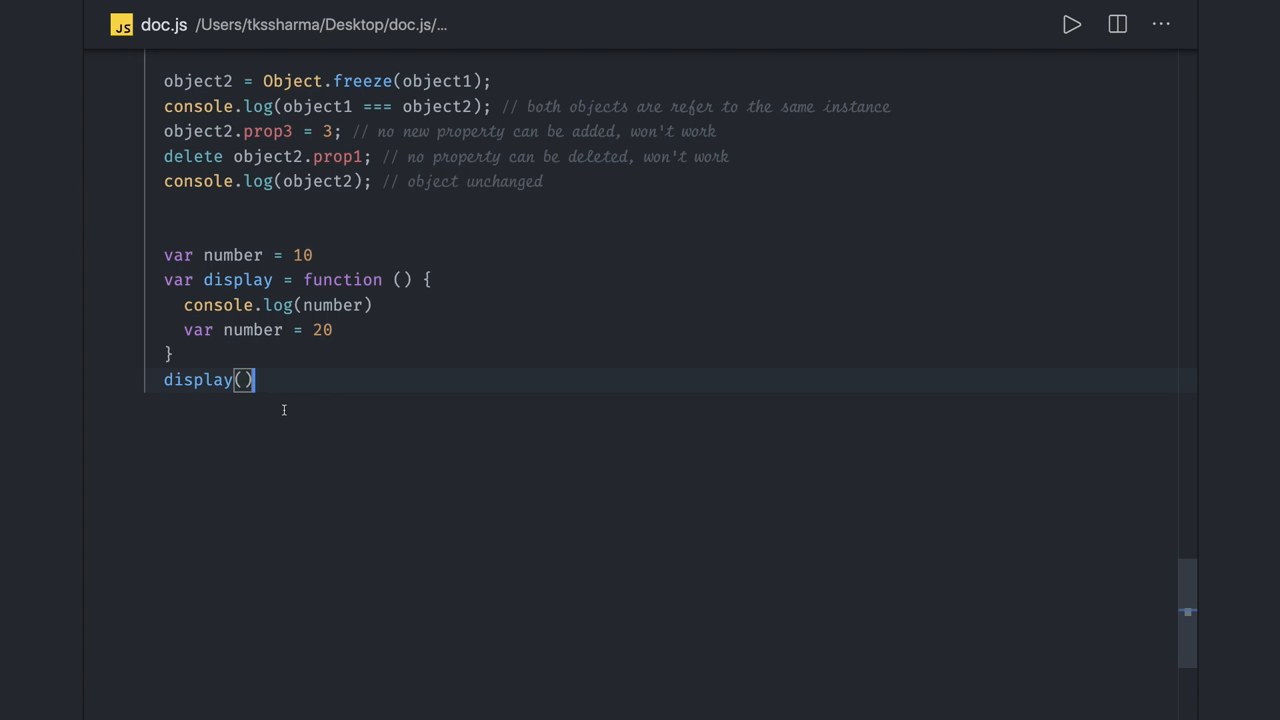 JS doc.js /Users/tkssharma/Desktop/doc.js/...
object2 = Object.freeze(object1);
console.log(object1 === object2); // both objects are refer to the same instance
object2.prop3 = 3; // no new property can be added, won't work
delete object2.prop1; // no property can be deleted, won't work
console.log(object2); // object unchanged
var number = 10
var display = function () {
  console.log(number)
  var number = 20
}
display()